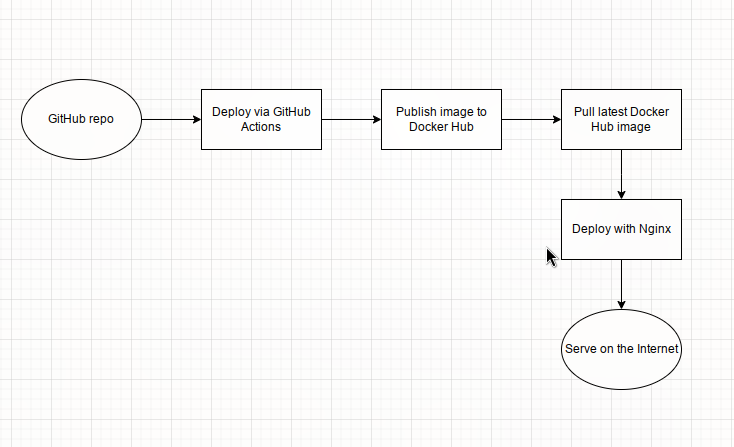 GitHub repo
Deploy via GitHub
Actions
Publish image to
Docker Hub
Pull latest Docker
Hub image
Deploy with Nginx
Serve on the Internet